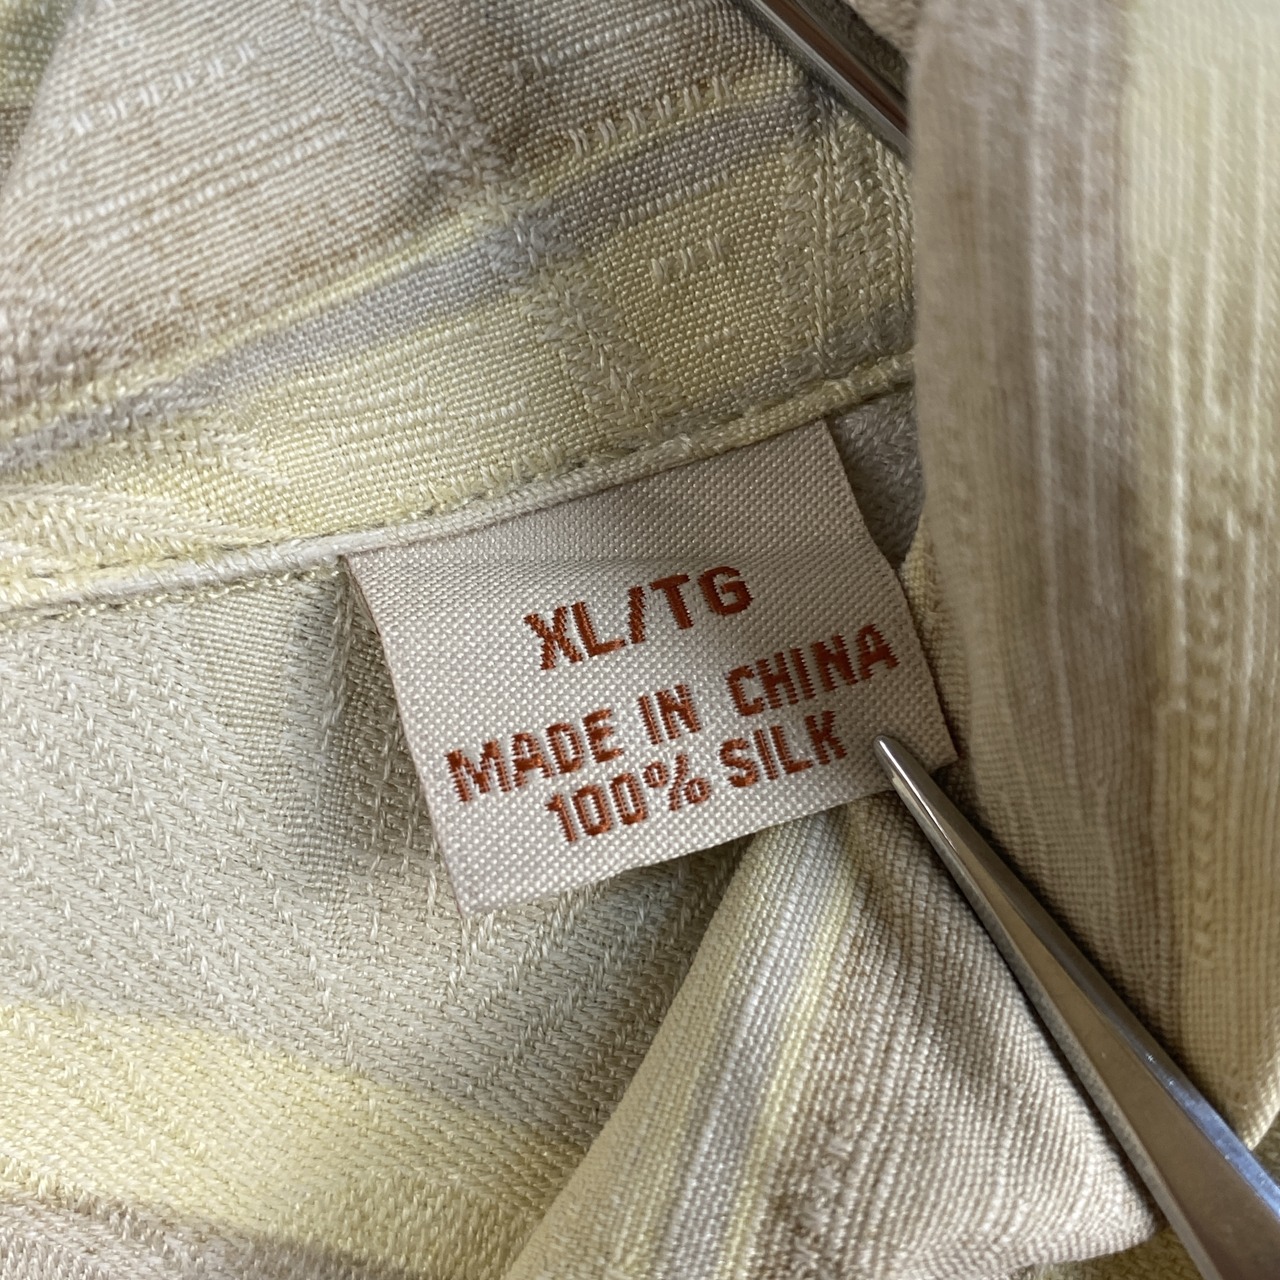 XL/TG
MADE IN CHINA
100% SILK